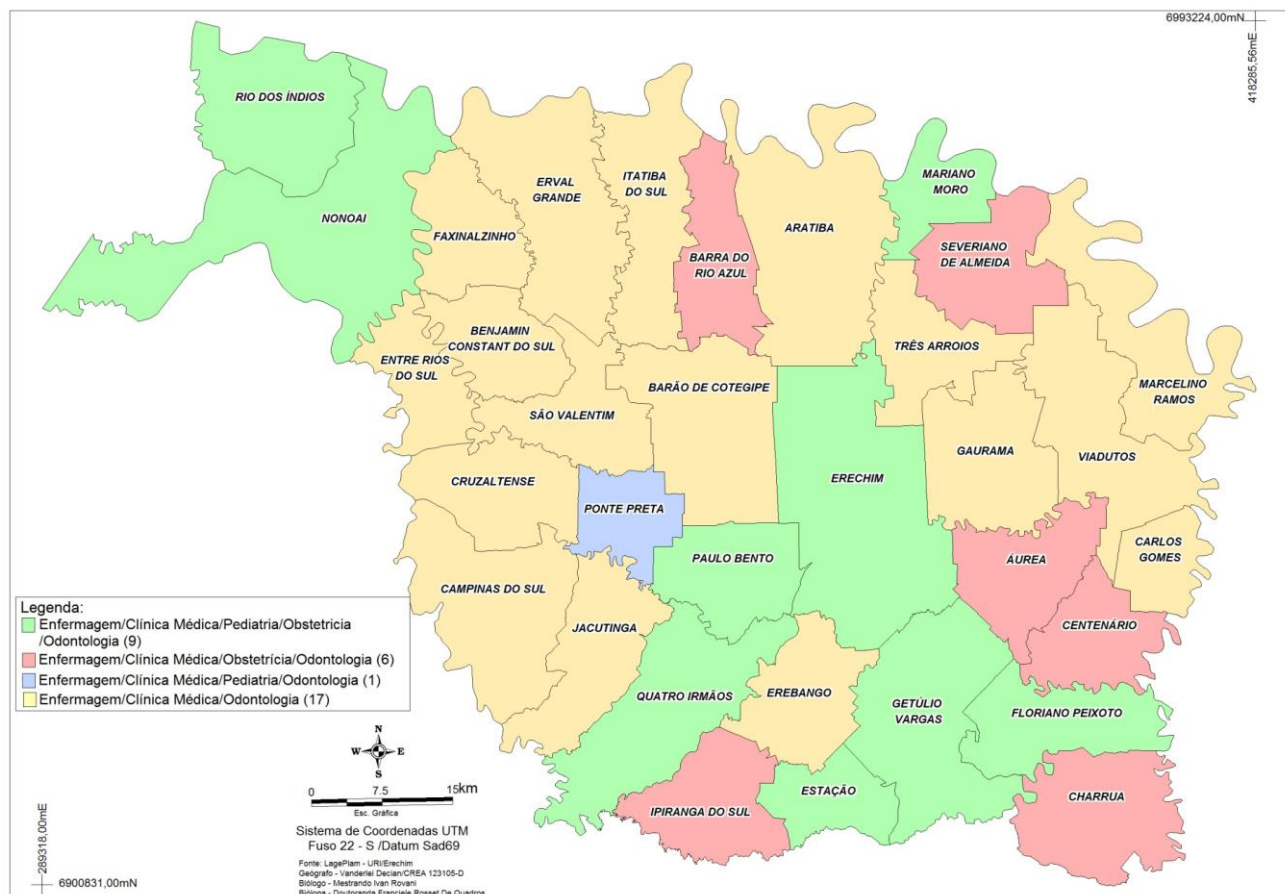 6993224,00mN
418285,56mE
RIO DOS ÍNDIOS
NONOAI
FAXINALZINHO
ERVAL
GRANDE
ITATIBA
DO SUL
BARRA DO
RIO AZUL
ARATIBA
MARIANO
MORO
SEVERIANO
DE ALMEIDA
BENJAMIN
CONSTANT DO SUL
ENTRE RIOS
DO SUL
TRÊS ARROIOS
BARÃO DE COTEGIPE
MARCELINO
RAMOS
SÃO VALENTIM
GAURAMA
VIADUTOS
CRUZALTENSE
ERECHIM
PONTE PRETA
PAULO BENTO
ÁUREA
CARLOS
GOMES
CAMPINAS DO SUL
JACUTINGA
CENTENÁRIO
QUATRO IRMÃOS
EREBANGO
GETÚLIO
VARGAS
FLORIANO PEIXOTO
IPIRANGA DO SUL
ESTAÇÃO
CHARRUA
Legenda:
Enfermagem/Clínica Médica/Pediatria/Obstetricia
/Odontologia (9)
Enfermagem/Clínica Médica/Obstetrícia/Odontologia (6)
Enfermagem/Clínica Médica/Pediatria/Odontologia (1)
Enfermagem/Clínica Médica/Odontologia (17)
N
W E
S
0 7.5 15km
Esc. Gráfica
Sistema de Coordenadas UTM
Fuso 22 - S /Datum Sad69
Fonte: LagePlam - URI/Erechim
Geógrafo - Vanderlei Decian/CREA 123105-D
Biólogo - Mestrando Ivan Rovani
Bióloga - Doutoranda Franciele Rosset De Quadros
289318,00mE
6900831,00mN